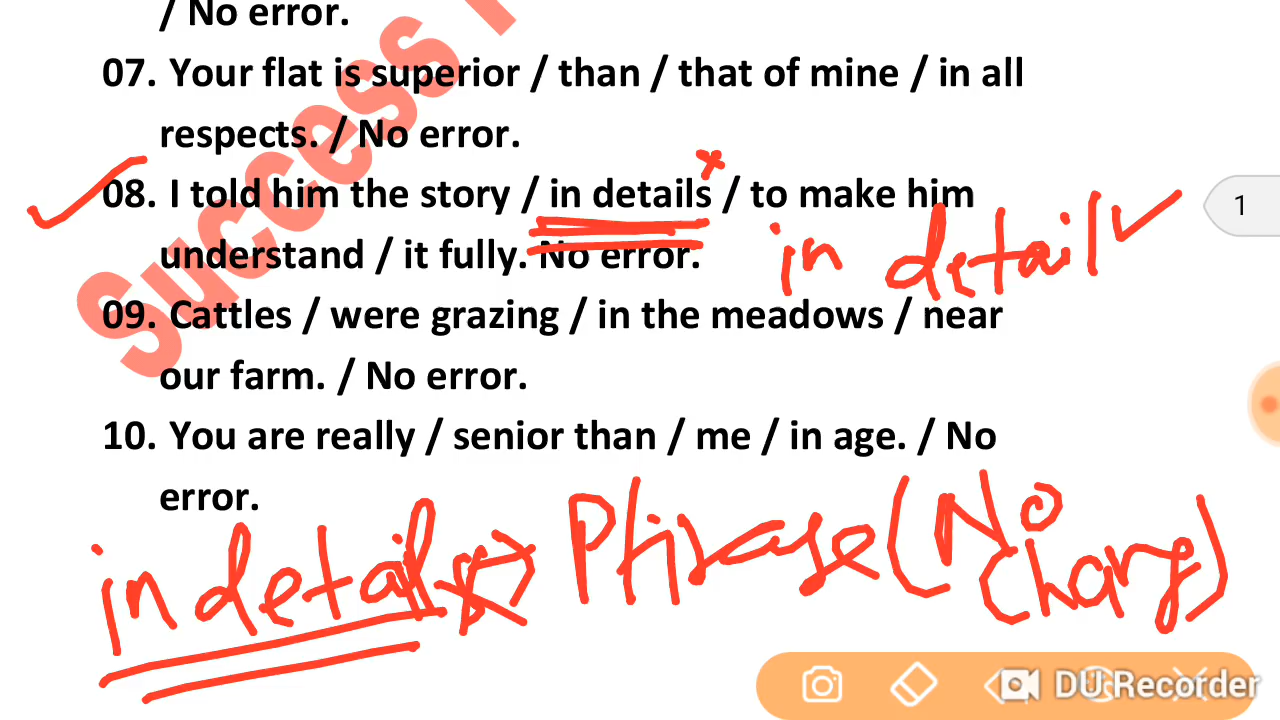 / No error.
07. Your flat is superior / than / that of mine / in all
respects. / No error.
08. I told him the story / in details / to make him
understand / it fully. No error.
in detail
09. Cattles / were grazing / in the meadows / near
our farm. / No error.
10. You are really / senior than / me / in age. / No
error.
in detail Phrase (No
Change)
Success
1
DU Recorder